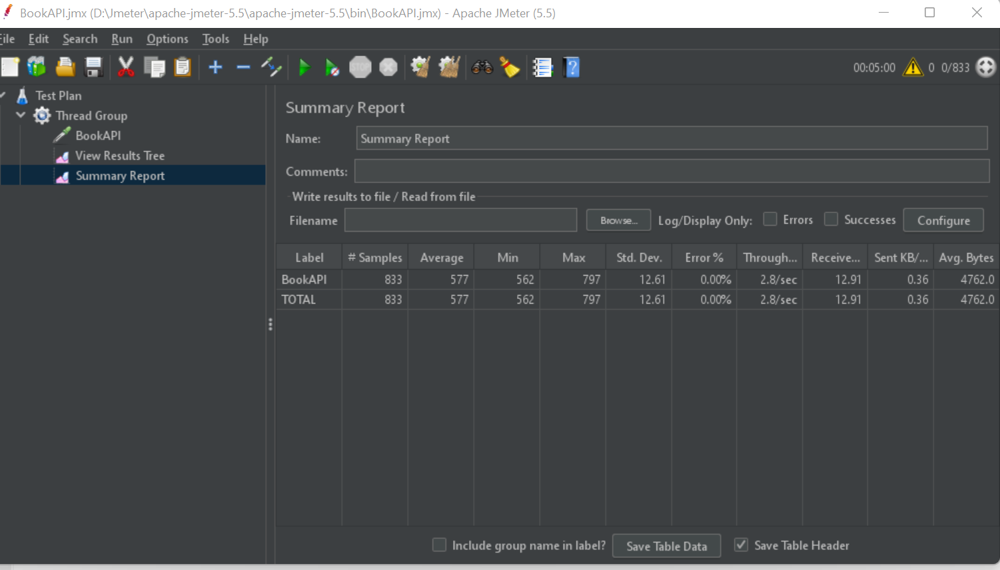 BookAPI.jmx (D:\Jmeter\apache-jmeter-5.5\apache-jmeter-5.5\bin\BookAPI.jmx) - Apache JMeter (5.5)
File Edit Search Run Options Tools Help
STOP 00:05:00 0 0/833
Test Plan
Thread Group
BookAPI
View Results Tree
Summary Report
Summary Report
Name: Summary Report
Comments:
Write results to file / Read from file
Filename Browse... Log/Display Only: Errors Successes Configure
Label # Samples Average Min Max Std. Dev. Error % Through... Receive... Sent KB/... Avg. Bytes
BookAPI 833 577 562 797 12.61 0.00% 2.8/sec 12.91 0.36 4762.0
TOTAL 833 577 562 797 12.61 0.00% 2.8/sec 12.91 0.36 4762.0
Include group name in label? Save Table Data Save Table Header